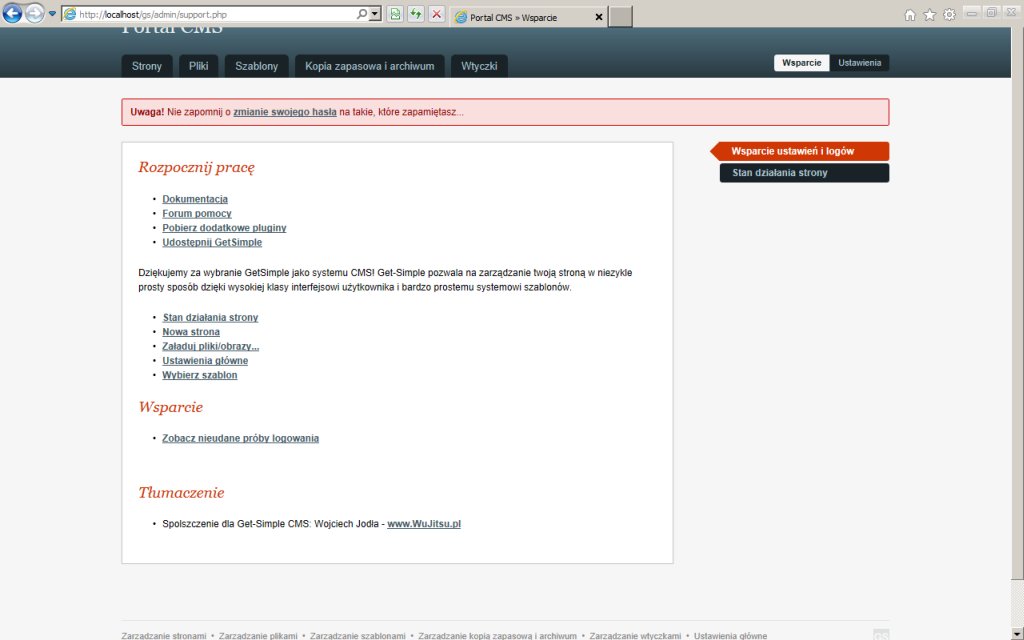 http://localhost/gs/admin/support.php
Portal CMS » Wsparcie
Portal CMS
Strony
Pliki
Szablony
Kopia zapasowa i archiwum
Wtyczki
Wsparcie
Ustawienia
Uwaga! Nie zapomnij o zmianie swojego hasła na takie, które zapamiętasz...
Rozpocznij pracę
• Dokumentacja
• Forum pomocy
• Pobierz dodatkowe pluginy
• Udostępnij GetSimple
Dziękujemy za wybranie GetSimple jako systemu CMS! Get-Simple pozwala na zarządzanie twoją stroną w niezykle
prosty sposób dzięki wysokiej klasy interfejsowi użytkownika i bardzo prostemu systemowi szablonów.
• Stan działania strony
• Nowa strona
• Załaduj pliki/obrazy...
• Ustawienia główne
• Wybierz szablon
Wsparcie
• Zobacz nieudane próby logowania
Tłumaczenie
• Spolszczenie dla Get-Simple CMS: Wojciech Jodła - www.WuJitsu.pl
Wsparcie ustawień i logów
Stan działania strony
Zarządzanie stronami • Zarządzanie plikami • Zarządzanie szablonami • Zarządzanie kopią zapasową i archiwum • Zarządzanie wtyczkami • Ustawienia główne
GS